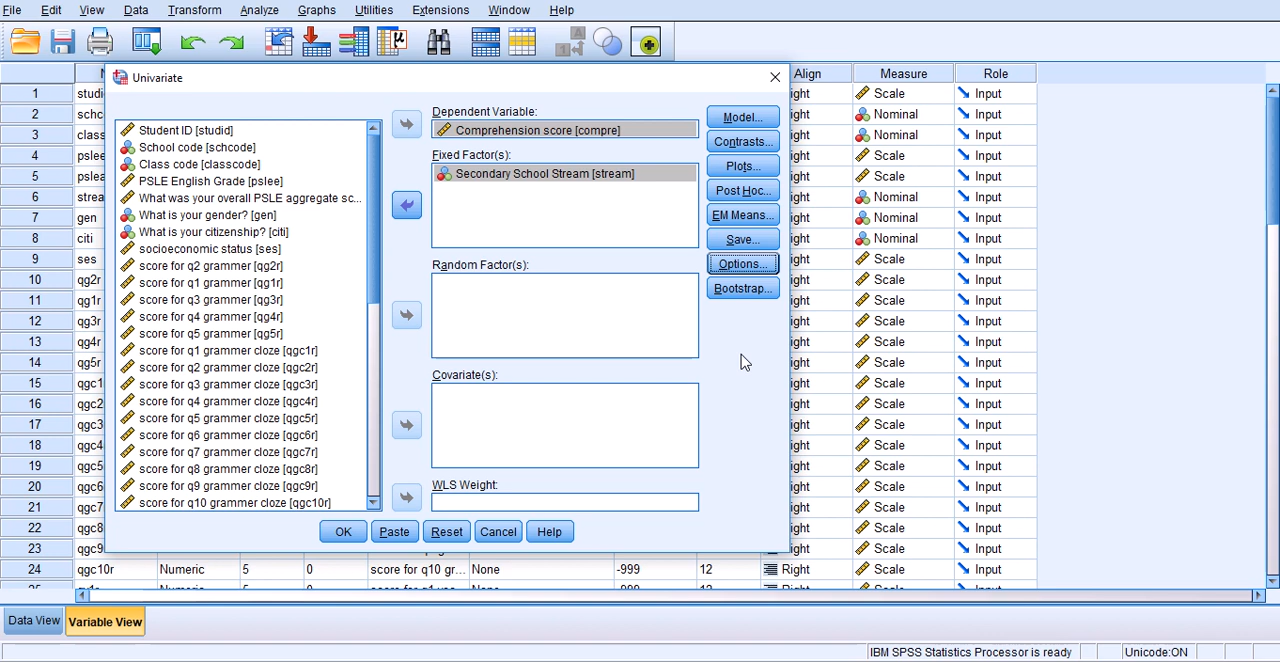 File Edit View Data Transform Analyze Graphs Utilities Extensions Window Help
Univariate
Align Measure Role
Student ID [studid]
School code [schcode]
Class code [classcode]
PSLE English Grade [pslee]
What was your overall PSLE aggregate sc...
What is your gender? [gen]
What is your citizenship? [citi]
socioeconomic status [ses]
score for q2 grammer [qg2r]
score for q1 grammer [qg1r]
score for q3 grammer [qg3r]
score for q4 grammer [qg4r]
score for q5 grammer [qg5r]
score for q1 grammer cloze [qgc1r]
score for q2 grammer cloze [qgc2r]
score for q3 grammer cloze [qgc3r]
score for q4 grammer cloze [qgc4r]
score for q5 grammer cloze [qgc5r]
score for q6 grammer cloze [qgc6r]
score for q7 grammer cloze [qgc7r]
score for q8 grammer cloze [qgc8r]
score for q9 grammer cloze [qgc9r]
score for q10 grammer cloze [qgc10r]
Dependent Variable:
Comprehension score [compre]
Fixed Factor(s):
Secondary School Stream [stream]
Random Factor(s):
Covariate(s):
WLS Weight:
Model...
Contrasts...
Plots...
Post Hoc...
EM Means...
Save...
Options...
Bootstrap...
OK Paste Reset Cancel Help
1 studi ight Scale Input
2 schc ight Nominal Input
3 class ight Nominal Input
4 pslee ight Scale Input
5 pslea ight Scale Input
6 strea ight Nominal Input
7 gen ight Nominal Input
8 citi ight Nominal Input
9 ses ight Scale Input
10 qg2r ight Scale Input
11 qg1r ight Scale Input
12 qg3r ight Scale Input
13 qg4r ight Scale Input
14 qg5r ight Scale Input
15 qgc1 ight Scale Input
16 qgc2 ight Scale Input
17 qgc3 ight Scale Input
18 qgc4 ight Scale Input
19 qgc5 ight Scale Input
20 qgc6 ight Scale Input
21 qgc7 ight Scale Input
22 qgc8 ight Scale Input
23 qgc9 ight Scale Input
24 qgc10r Numeric 5 0 score for q10 gr... None -999 12 Right Scale Input
Data View Variable View
IBM SPSS Statistics Processor is ready Unicode:ON